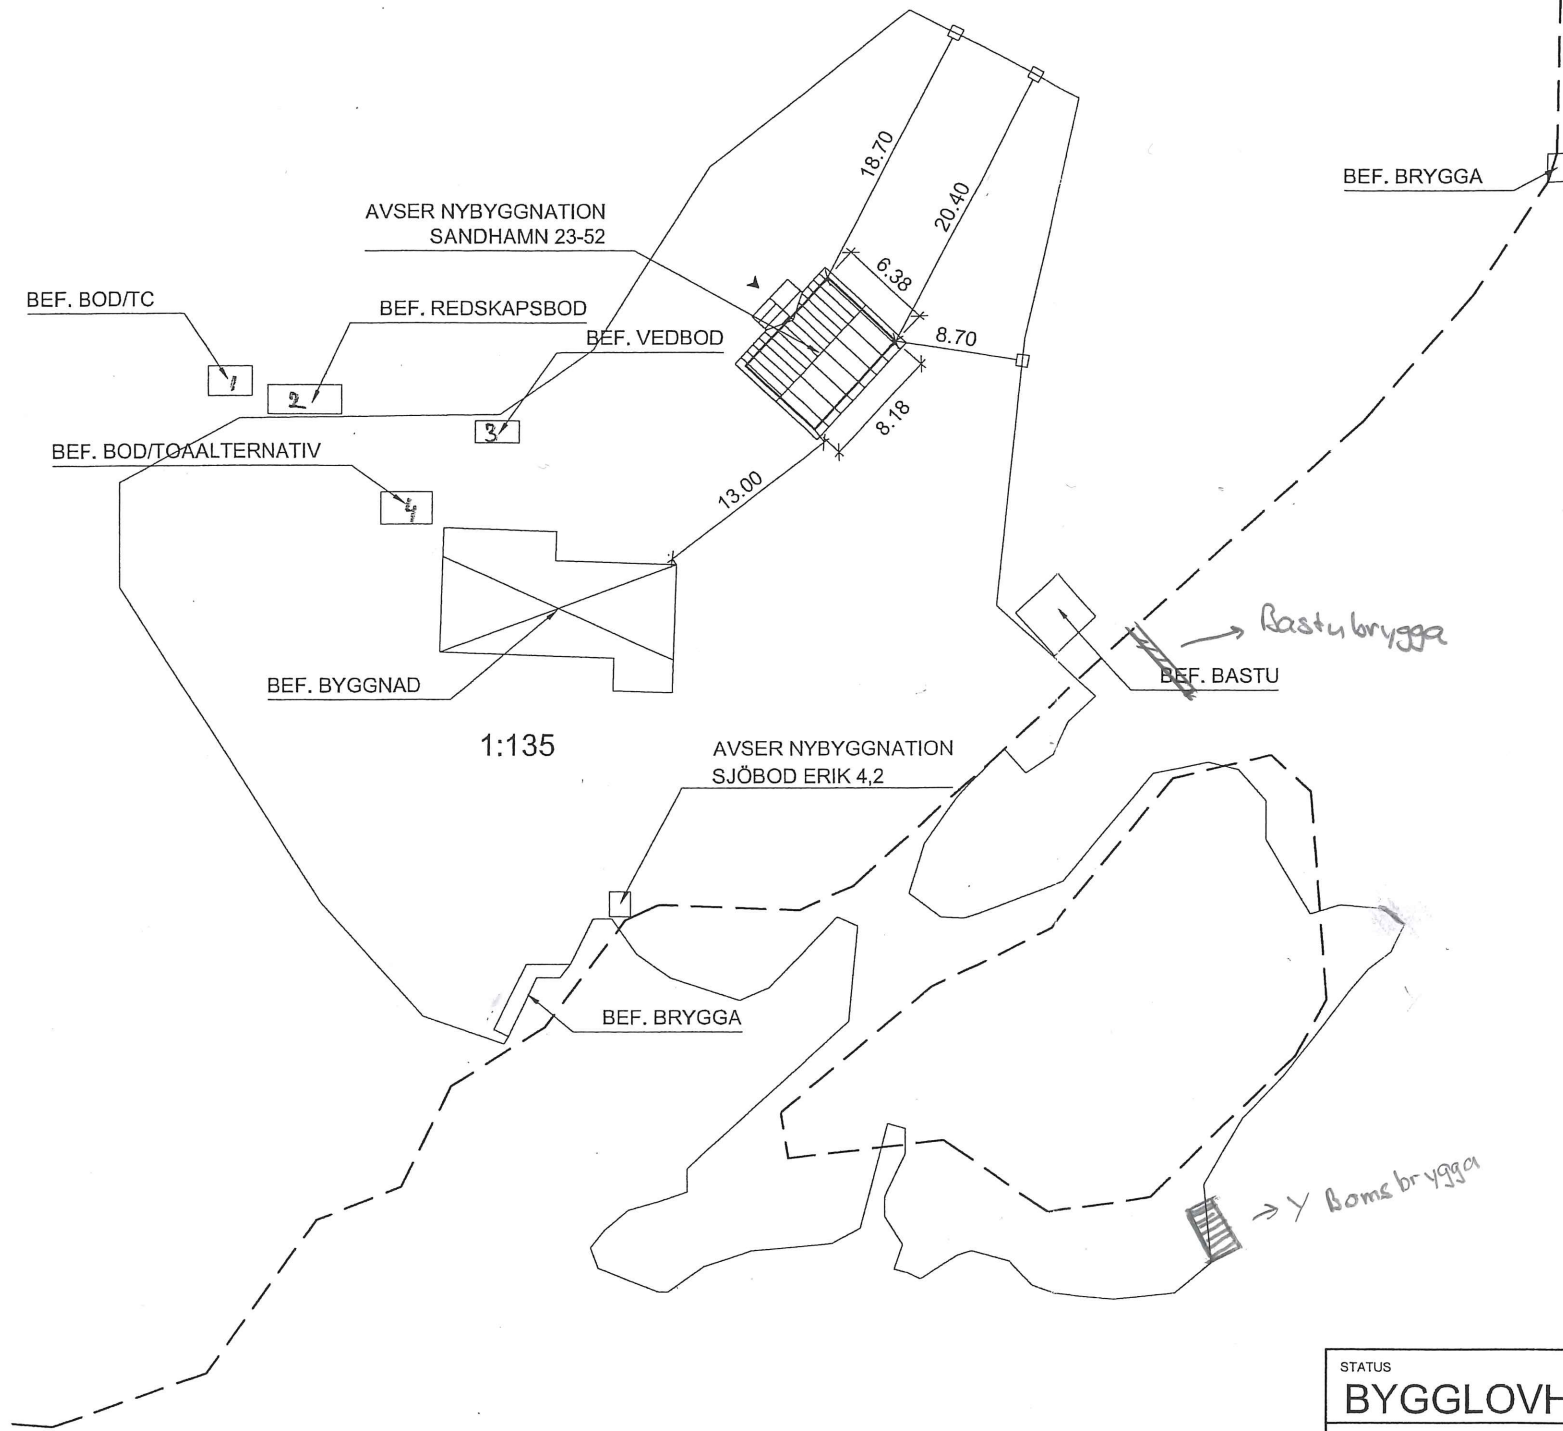 18.70
BEF. BRYGGA
20.40
AVSER NYBYGGNATION
SANDHAMN 23-52
6.38
BEF. BOD/TC
BEF. REDSKAPSBOD
BEF. VEDBOD
8.70
1
2
3
8.18
BEF. BOD/TOAALTERNATIV
13.00
Bastubrygga
BEF. BASTU
BEF. BYGGNAD
1:135
AVSER NYBYGGNATION
SJÖBOD ERIK 4,2
BEF. BRYGGA
Y Bomsbrygga
STATUS
BYGGLOVH